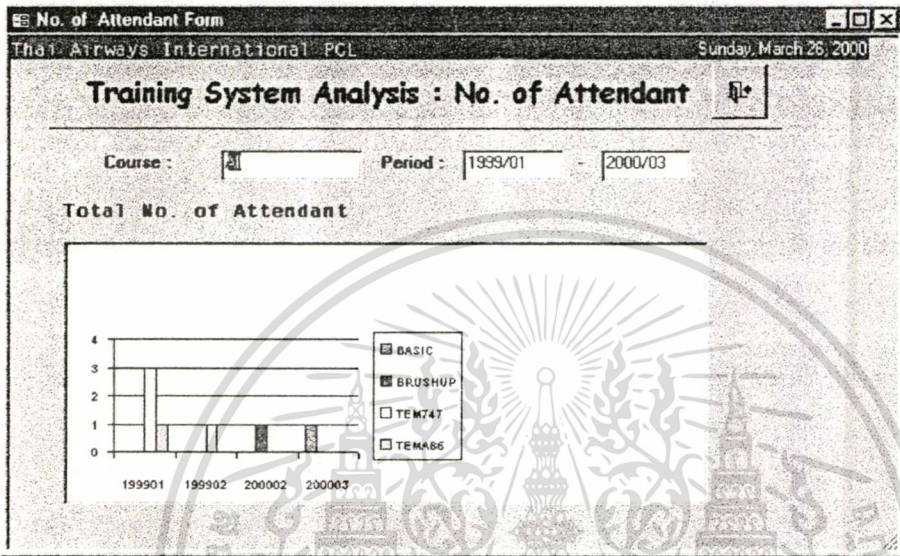 No. of Attendant Form
Thai Airways International PCL Sunday, March 26, 2000
Training System Analysis : No. of Attendant
Course : All Period : 1999/01 - 2000/03
Total No. of Attendant
4
3
2
1
0
199901 199902 200002 200003
BASIC
BRUSHUP
TEM747
TEMAB6